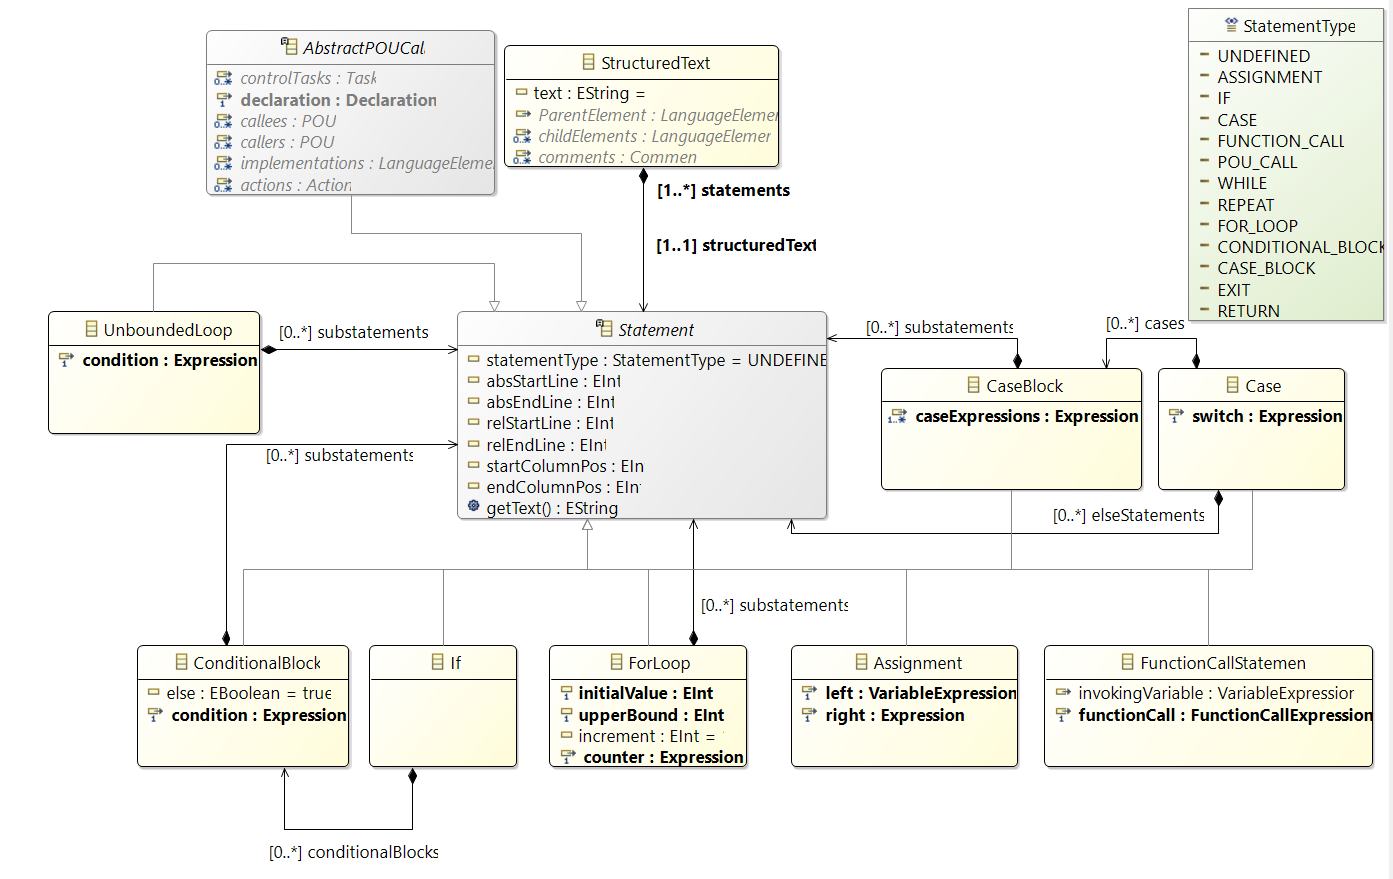 AbstractPOUCal
controlTasks : Task
declaration : Declaration
callees : POU
callers : POU
implementations : LanguageEleme
actions : Action
StructuredText
text : EString =
ParentElement : LanguageElemer
childElements : LanguageElemer
comments : Commen
StatementType
UNDEFINED
ASSIGNMENT
IF
CASE
FUNCTION_CALL
POU_CALL
WHILE
REPEAT
FOR_LOOP
CONDITIONAL_BLOCK
CASE_BLOCK
EXIT
RETURN
[1..*] statements
[1..1] structuredText
UnboundedLoop
condition : Expression
[0..*] substatements
Statement
statementType : StatementType = UNDEFINE
absStartLine : EInt
absEndLine : EInt
relStartLine : EInt
relEndLine : EInt
startColumnPos : EIn
endColumnPos : EIn
getText() : EString
[0..*] substatements
[0..*] cases
CaseBlock
1..*
caseExpressions : Expression
Case
switch : Expression
[0..*] substatements
[0..*] elseStatements
[0..*] substatements
ConditionalBlock
else : EBoolean = true
condition : Expression
If
ForLoop
initialValue : EInt
upperBound : EInt
increment : EInt =
counter : Expression
Assignment
left : VariableExpression
right : Expression
FunctionCallStatemen
invokingVariable : VariableExpressior
functionCall : FunctionCallExpression
[0..*] conditionalBlocks